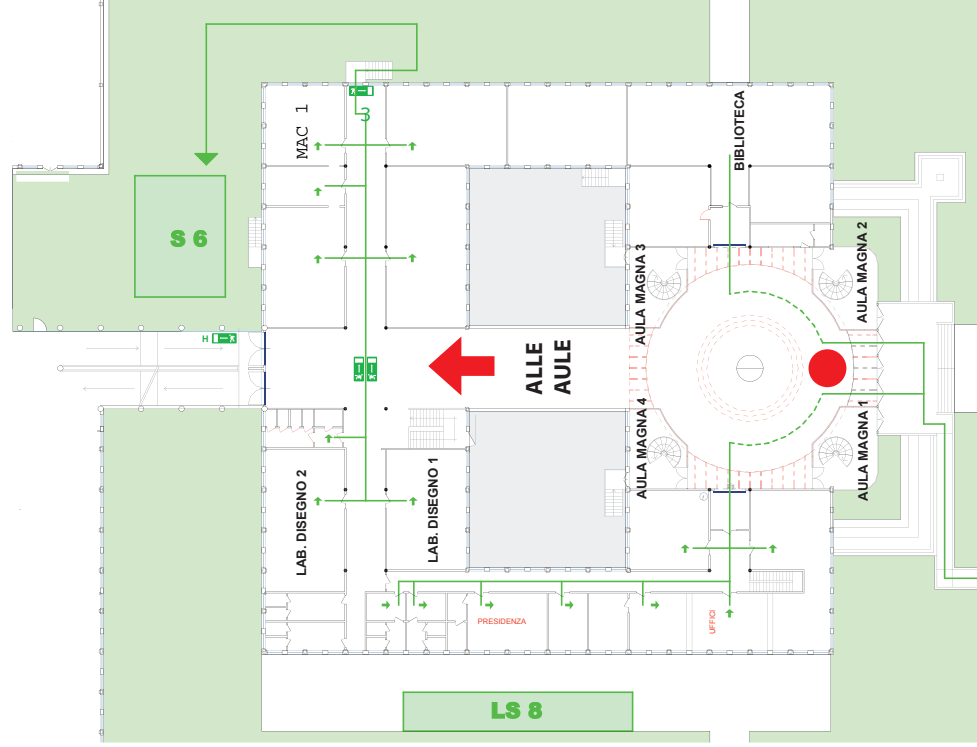 MAC 1
BIBLIOTECA
S 6
AULA MAGNA 3
AULA MAGNA 2
H
ALLE
AULE
AULA MAGNA 4
AULA MAGNA 1
LAB. DISEGNO 2
LAB. DISEGNO 1
PRESIDENZA
UFFICI
LS 8